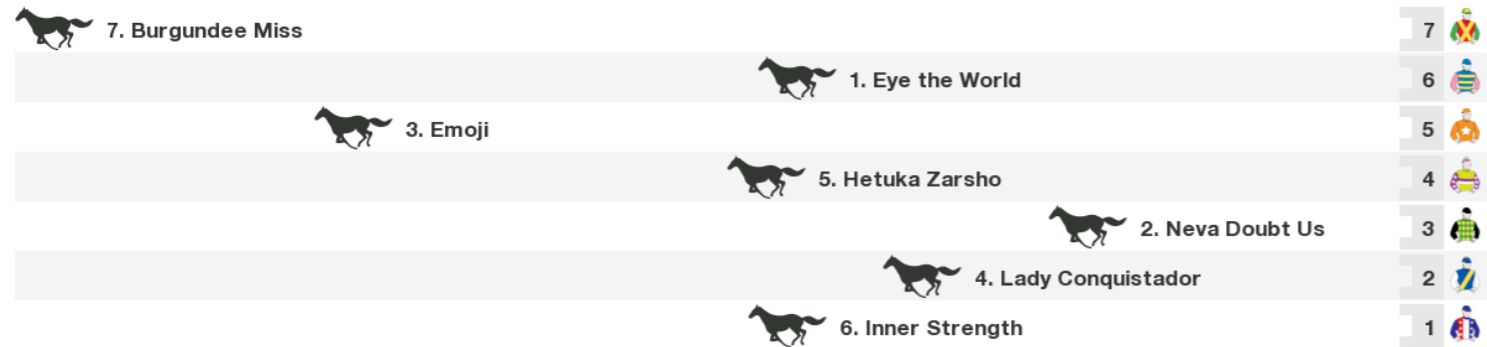 7. Burgundee Miss 7
1. Eye the World 6
3. Emoji 5
5. Hetuka Zarsho 4
2. Neva Doubt Us 3
4. Lady Conquistador 2
6. Inner Strength 1